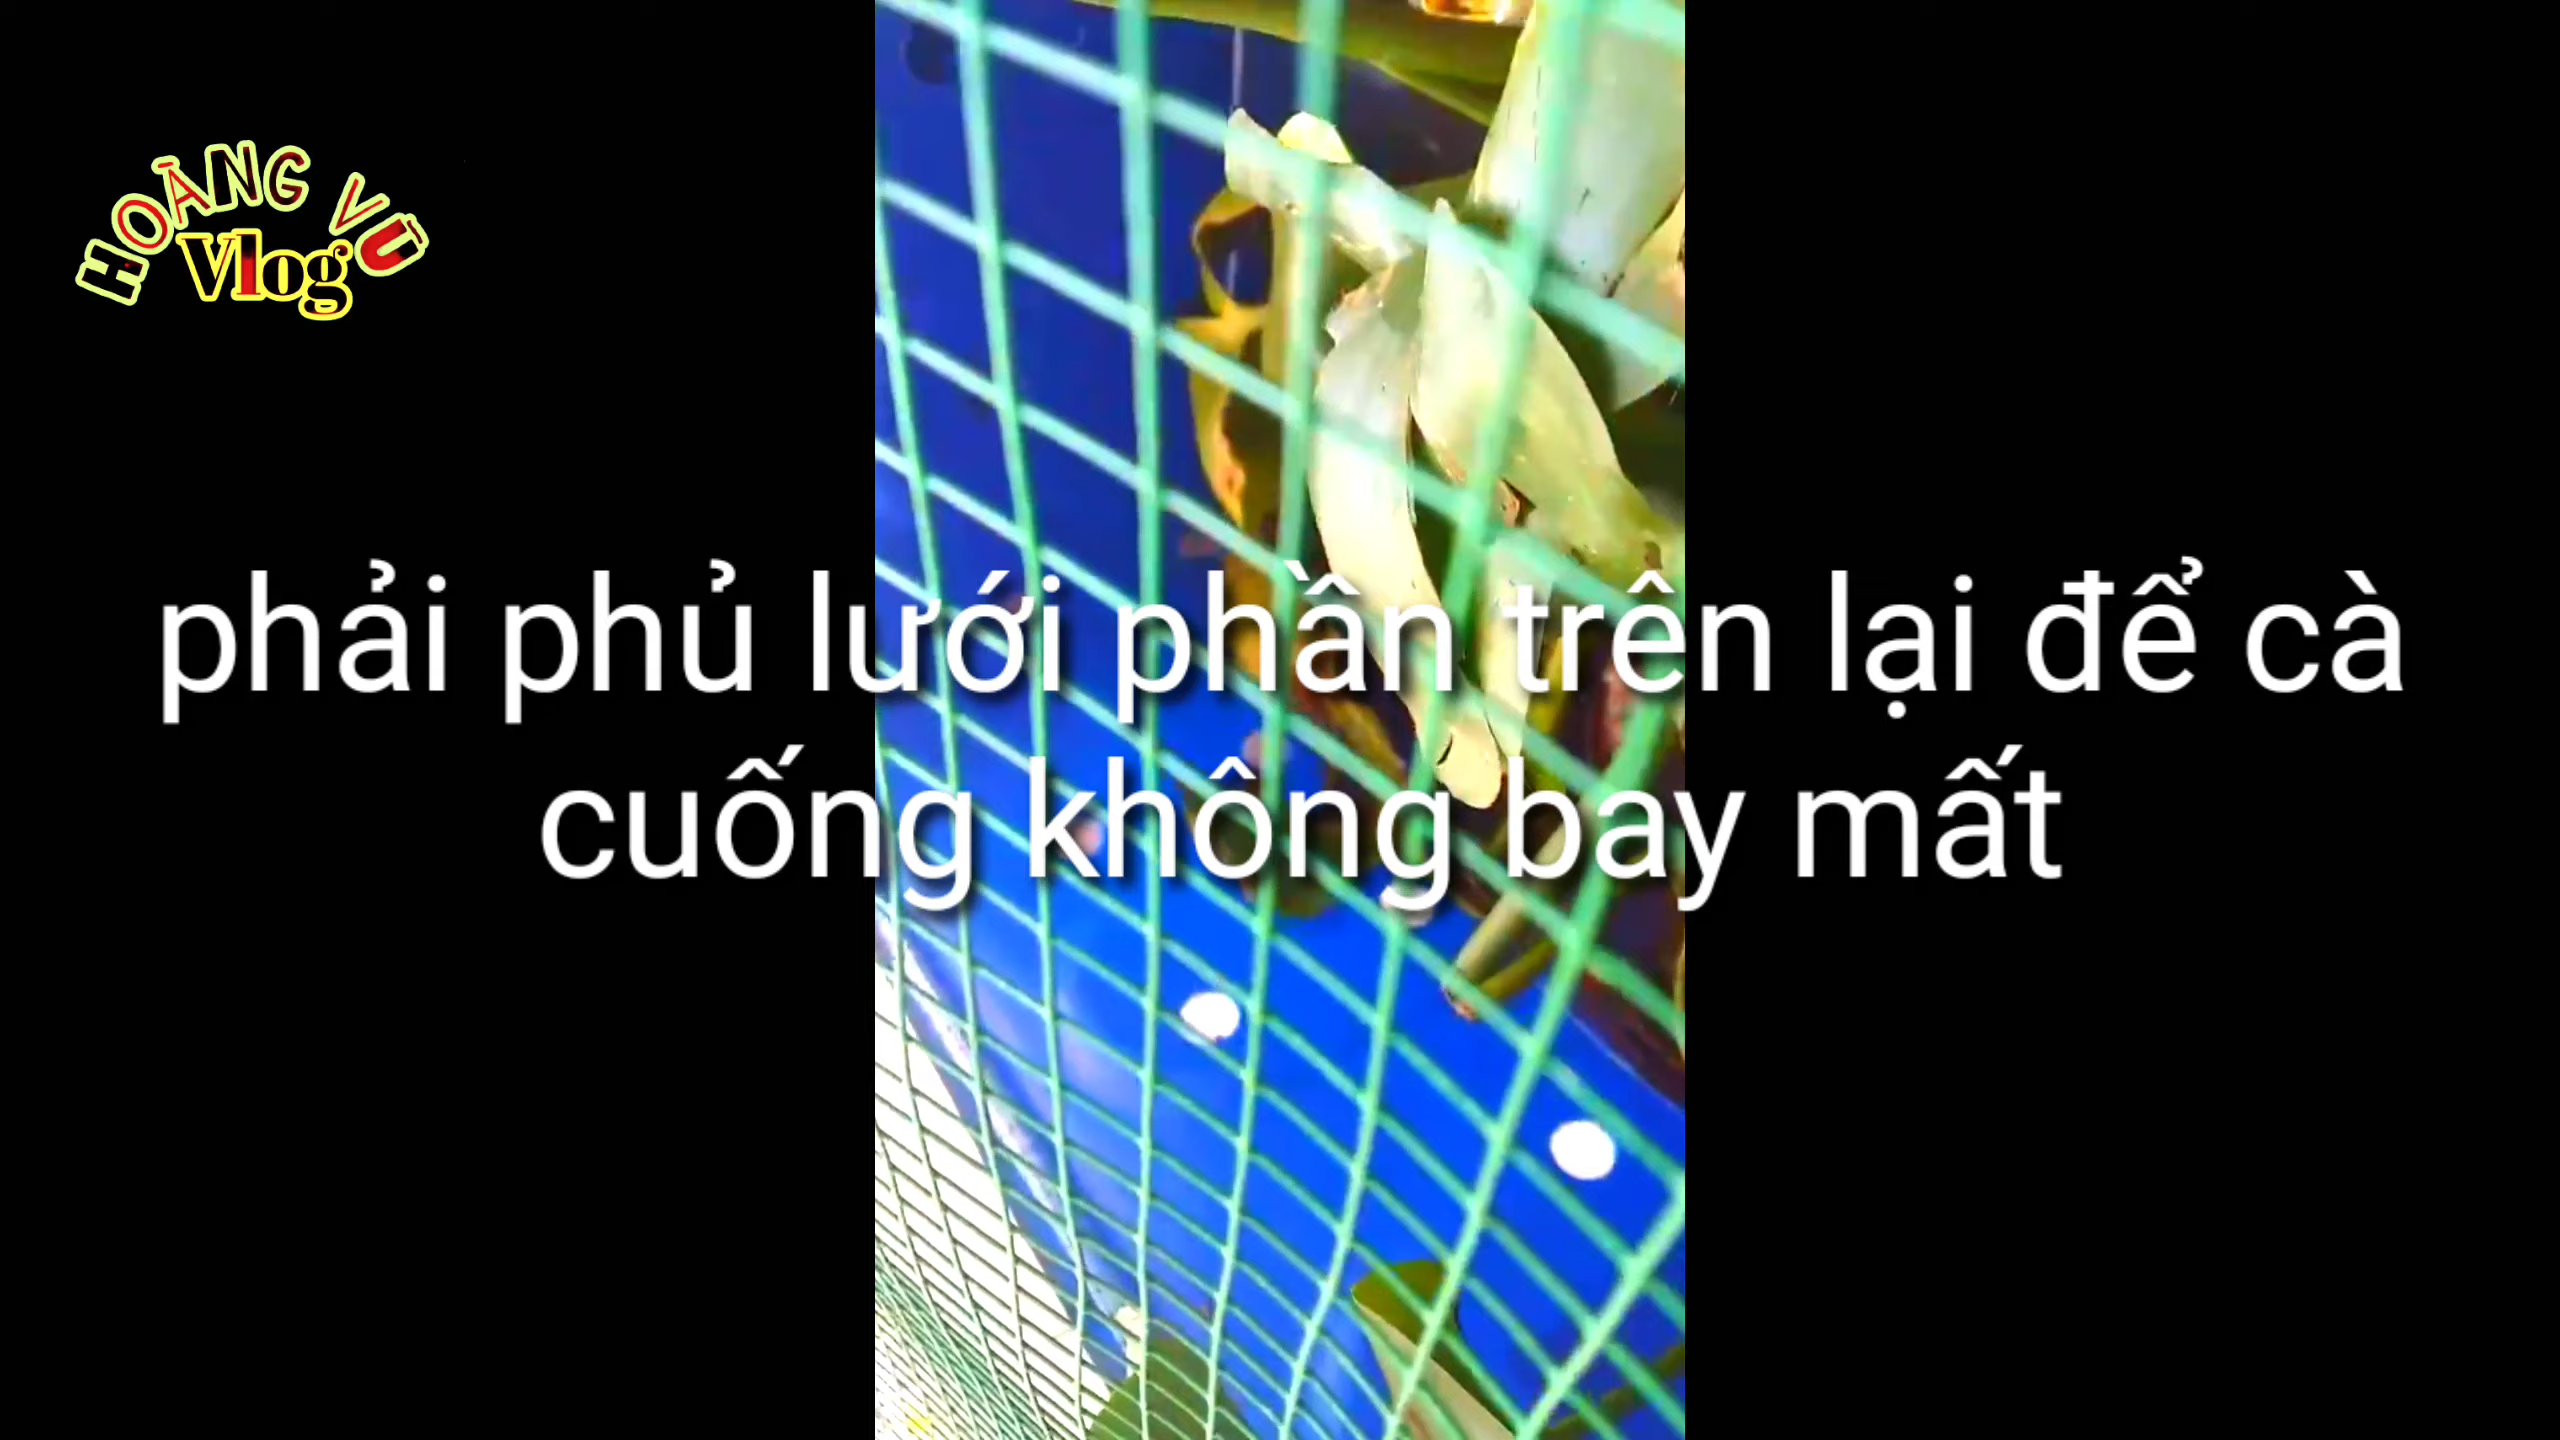 HOÀNG VŨ
Vlog
phải phủ lưới phần trên lại để cà
cuống không bay mất